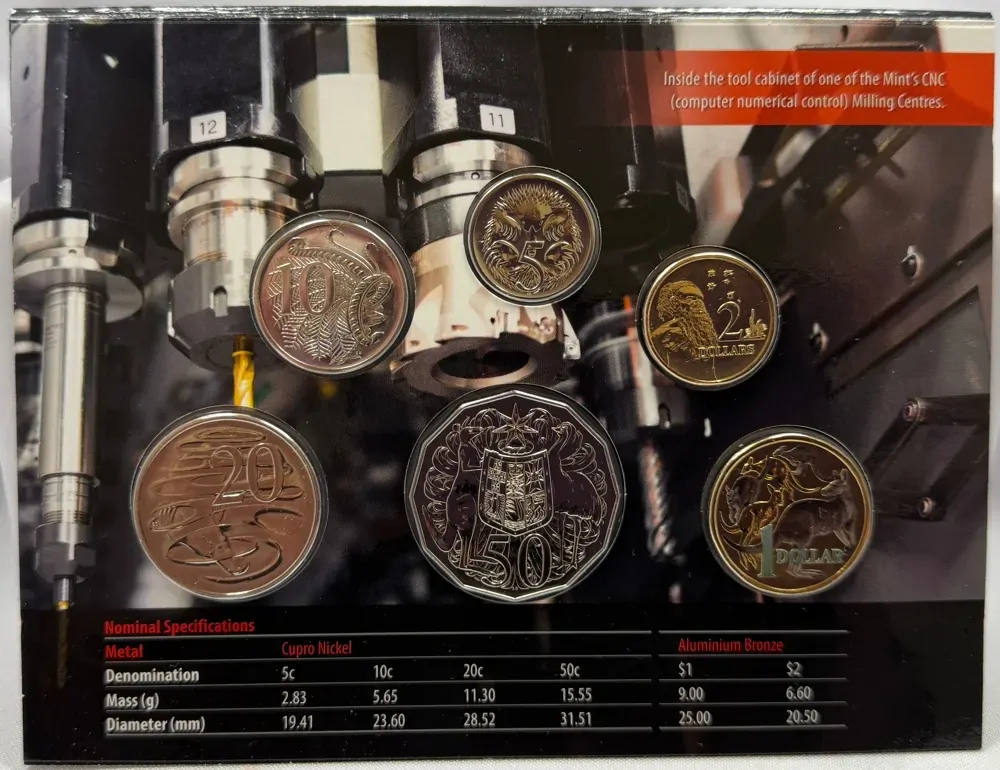 Inside the tool cabinet of one of the Mint's CNC
(computer numerical control) Milling Centres.
12
11
5
10
2
DOLLARS
20
50
1 DOLLAR
Nominal Specifications
Metal Cupro Nickel Aluminium Bronze
Denomination 5c 10c 20c 50c $1 $2
Mass (g) 2.83 5.65 11.30 15.55 9.00 6.60
Diameter (mm) 19.41 23.60 28.52 31.51 25.00 20.50